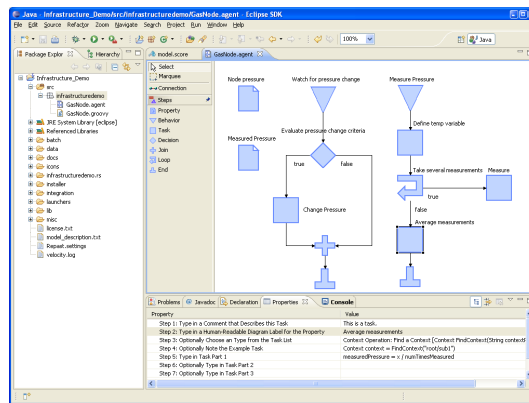 Java - Infrastructure_Demo/src/infrastructuredemo/GasNode.agent - Eclipse SDK
File Edit Source Refactor Zoom Navigate Search Project Run Window Help
100%
Java
Package Explor
Hierarchy
Infrastructure_Demo
src
infrastructuredemo
GasNode.agent
GasNode.groovy
JRE System Library [eclipse]
Referenced Libraries
batch
data
docs
icons
infrastructuredemo.rs
installer
integration
launchers
lib
misc
license.txt
model_description.txt
Repast.settings
velocity.log
model.score
GasNode.agent
Select
Marquee
Connection
Steps
Property
Behavior
Task
Decision
Join
Loop
End
Node pressure
Watch for pressure change
Measure Pressure
Define temp variable
Measured Pressure
Evaluate pressure change criteria
true
false
Take several measurements
Measure
true
false
Change Pressure
Average measurements
Problems
Javadoc
Declaration
Properties
Console
Property Value
Step 1: Type in a Comment that Describes this Task This is a task.
Step 2: Type in a Human-Readable Diagram Label for the Property Average measurements
Step 3: Optionally Choose an Type from the Task List Context Operation: Find a Context [Context FindContext(String context
Step 4: Optionally Note the Example Task Context context = FindContext("root/sub1")
Step 5: Type in Task Part 1 measuredPressure = x / numTimesMeasured
Step 6: Optionally Type in Task Part 2
Step 7: Optionally Type in Task Part 3